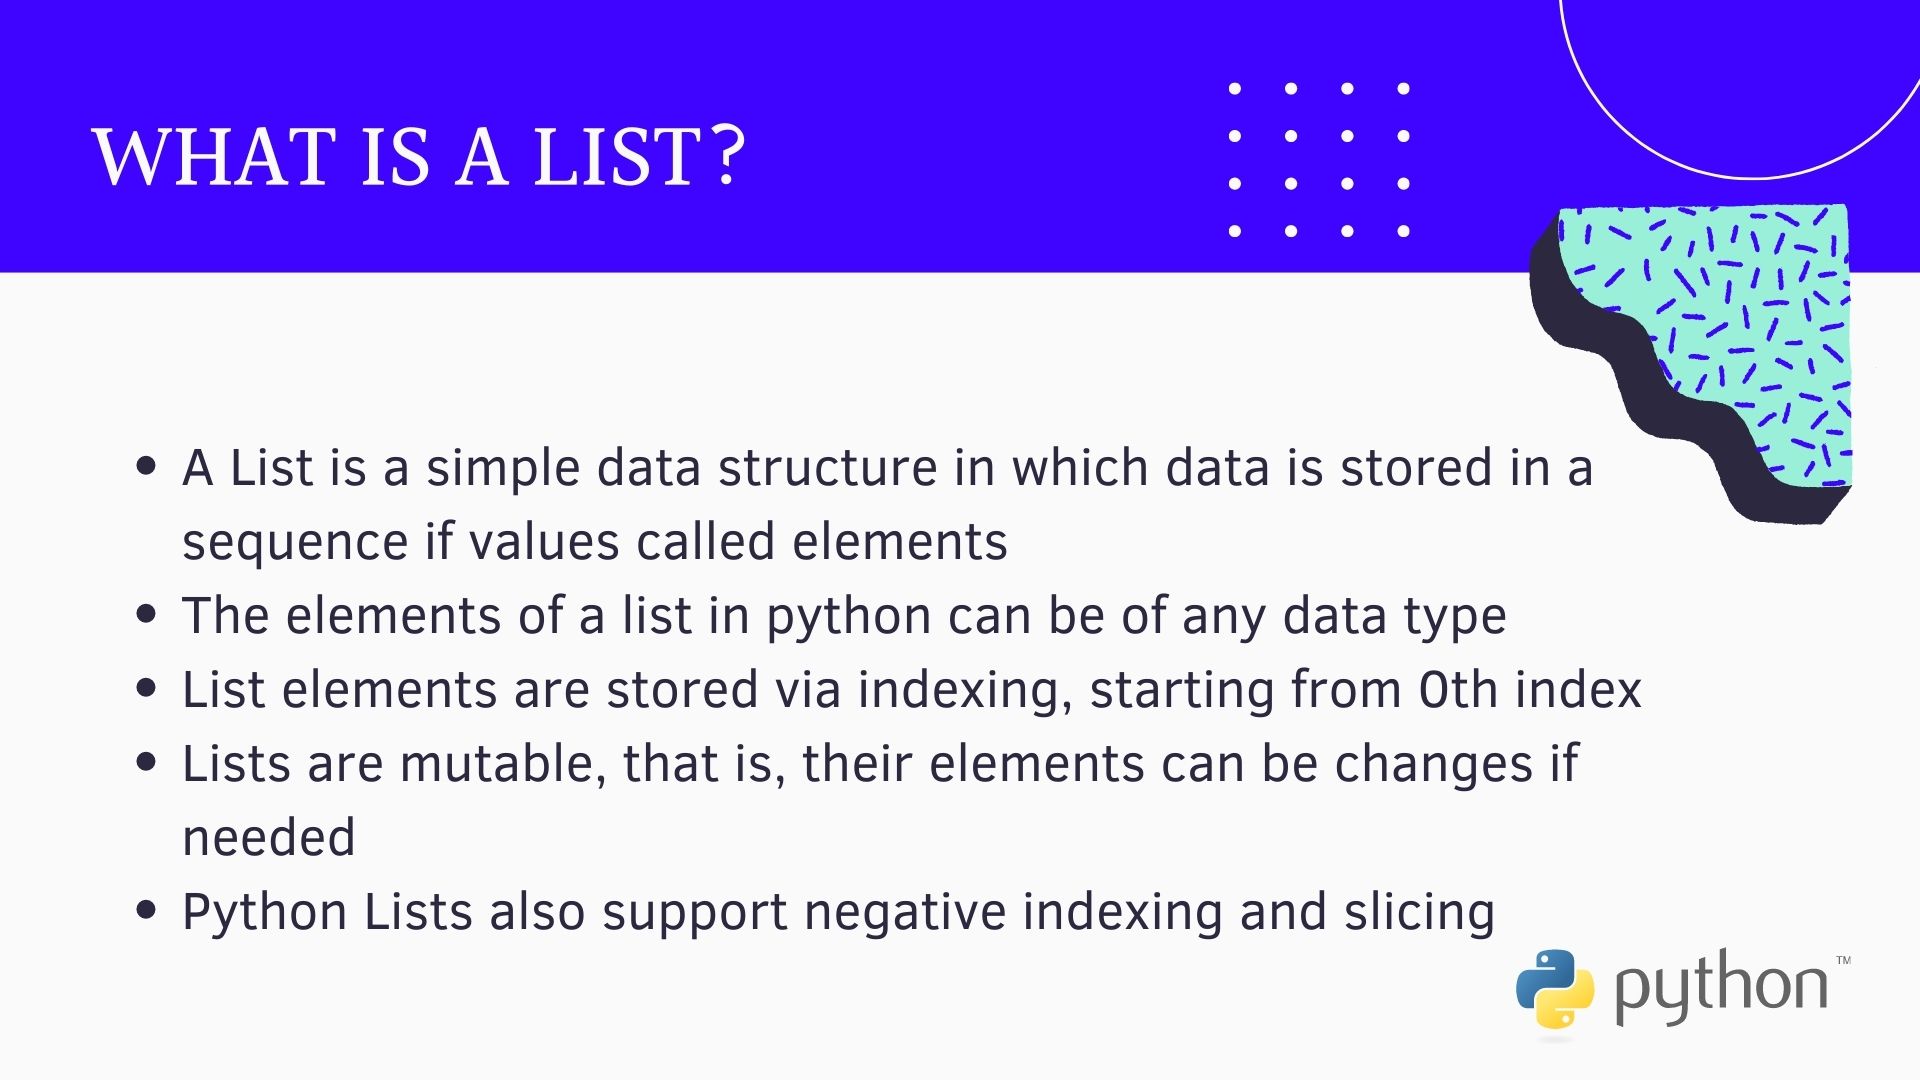 WHAT IS A LIST?
• A List is a simple data structure in which data is stored in a
sequence if values called elements
• The elements of a list in python can be of any data type
• List elements are stored via indexing, starting from 0th index
• Lists are mutable, that is, their elements can be changes if
needed
• Python Lists also support negative indexing and slicing
python™